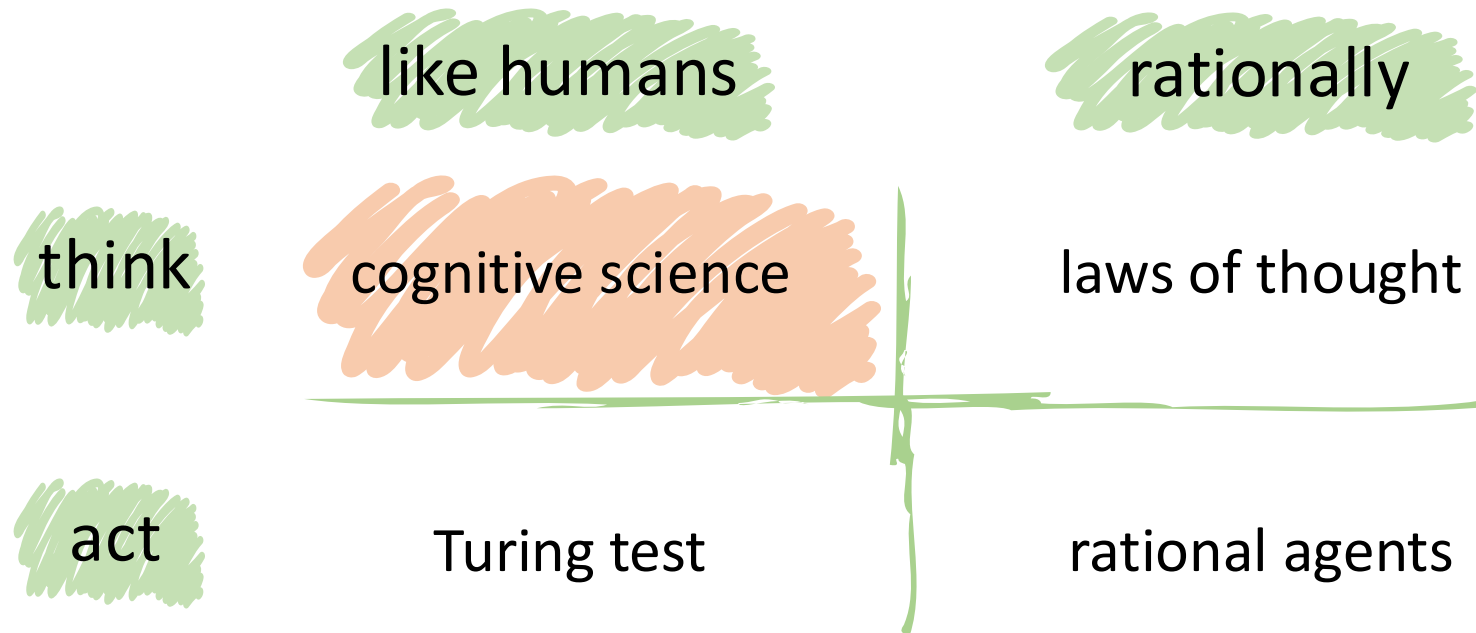 like humans rationally
think cognitive science laws of thought
act Turing test rational agents